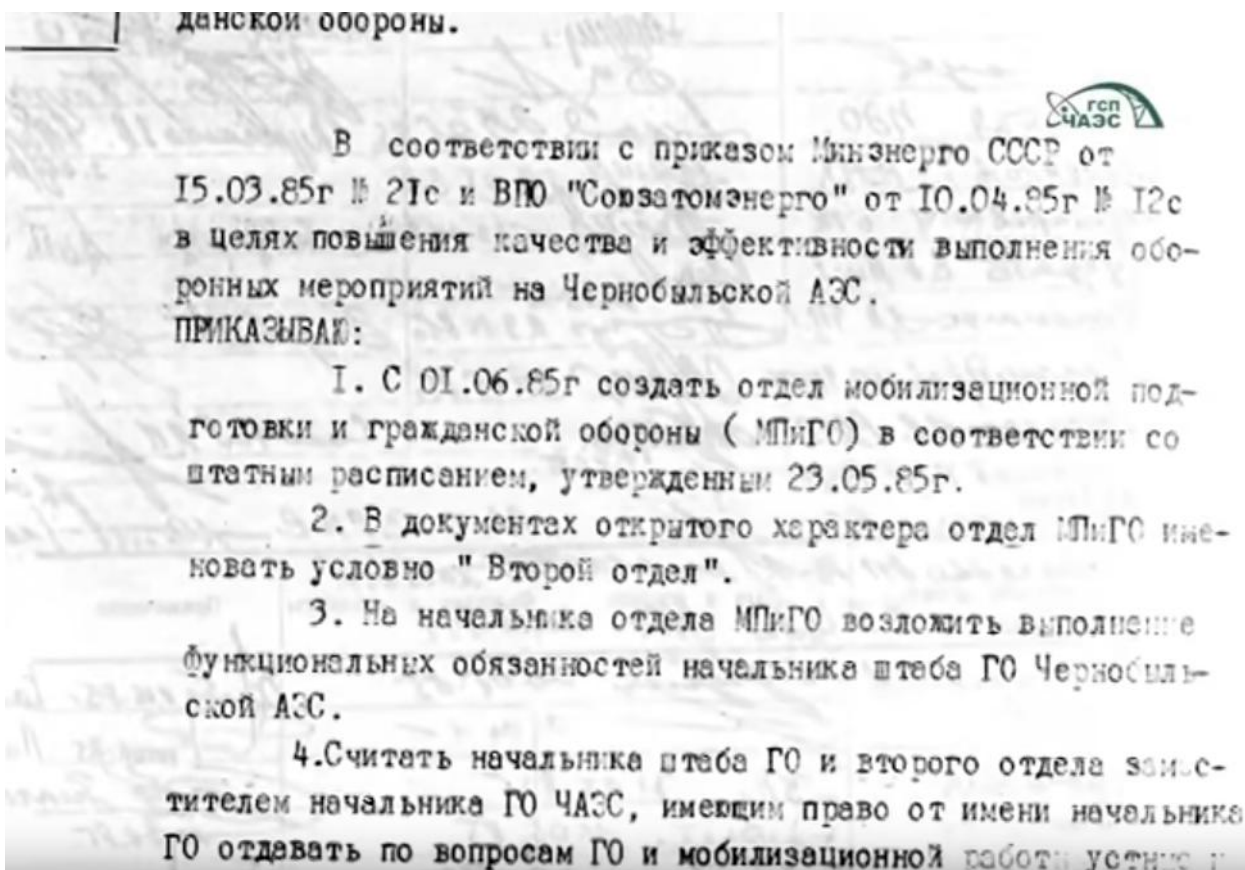 данской обороны.
ГСП
ЧАЭС
В соответствии с приказом Минэнерго СССР от
15.03.85г № 21с и ВПО "Союзатомэнерго" от 10.04.85г № 12с
в целях повышения качества и эффективности выполнения обо-
ронных мероприятий на Чернобыльской АЭС.
ПРИКАЗЫВАЮ:
1. С 01.06.85г создать отдел мобилизационной под-
готовки и гражданской обороны ( МПиГО) в соответствии со
штатным расписанием, утвержденным 23.05.85г.
2. В документах открытого характера отдел МПиГО име-
новать условно " Второй отдел".
3. На начальника отдела МПиГО возложить выполнение
функциональных обязанностей начальника штаба ГО Чернобыль-
ской АЭС.
4.Считать начальника штаба ГО и второго отдела замес-
тителем начальника ГО ЧАЭС, имеющим право от имени начальника
ГО отдавать по вопросам ГО и мобилизационной работы устные